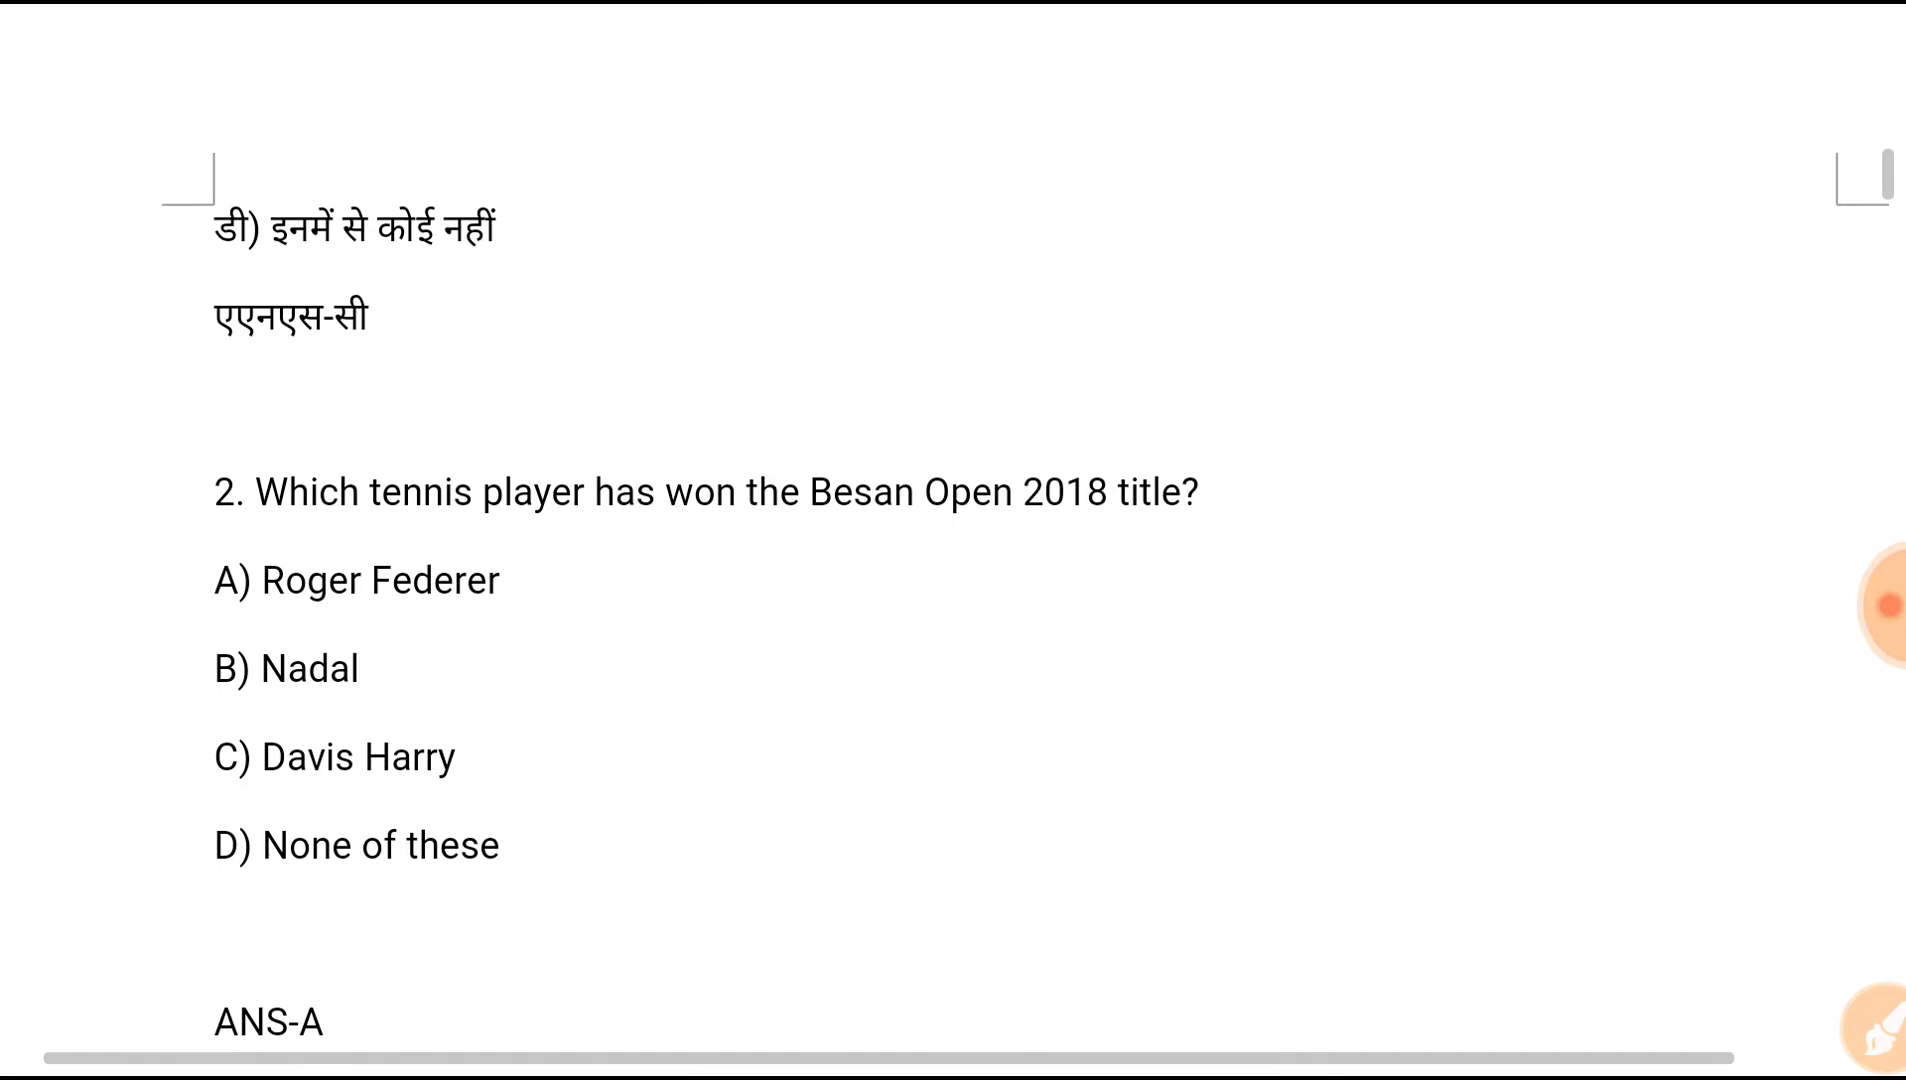 डी) इनमें से कोई नहीं
एएनएस-सी
2. Which tennis player has won the Besan Open 2018 title?
A) Roger Federer
B) Nadal
C) Davis Harry
D) None of these
ANS-A